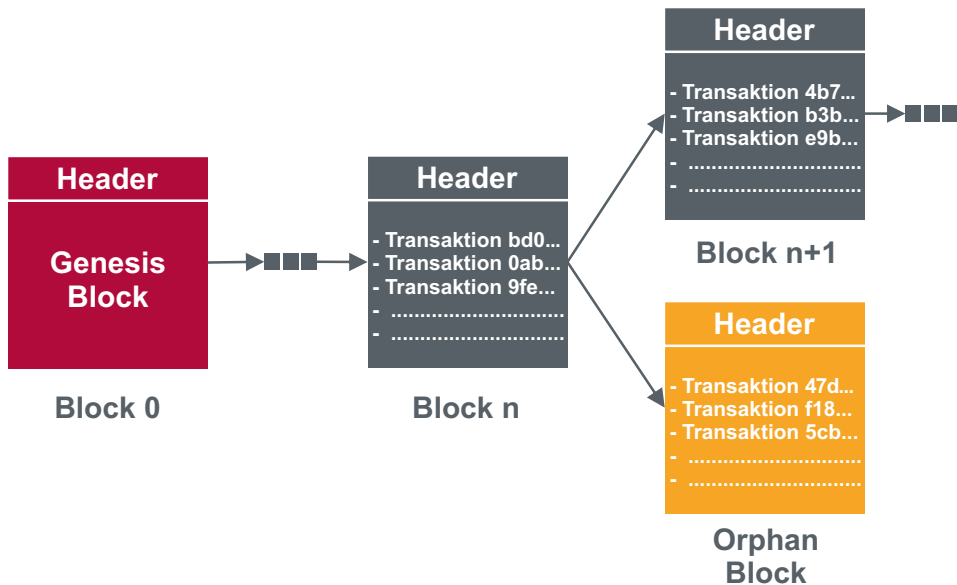 Header
Genesis
Block
Block 0
Header
- Transaktion bd0...
- Transaktion 0ab...
- Transaktion 9fe...
- ..............................
- ..............................
Block n
Header
- Transaktion 4b7...
- Transaktion b3b...
- Transaktion e9b...
- ..............................
- ..............................
Block n+1
Header
- Transaktion 47d...
- Transaktion f18...
- Transaktion 5cb...
- ..............................
- ..............................
Orphan
Block